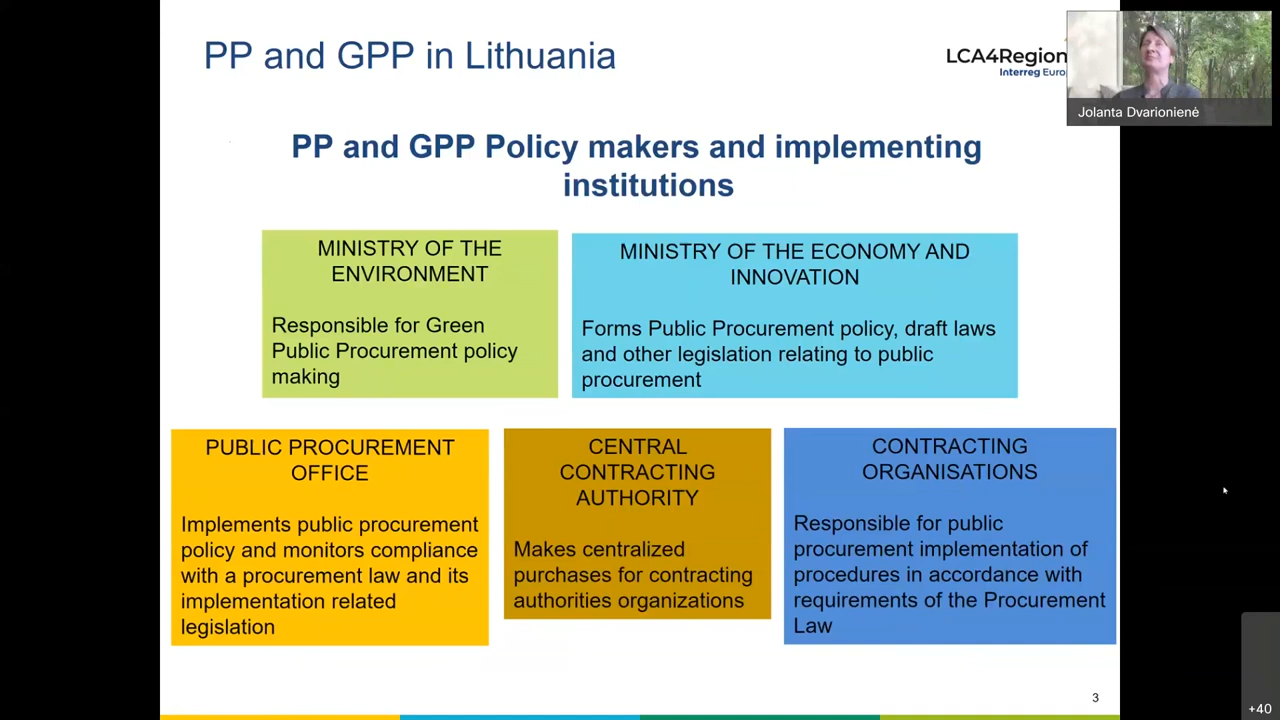 PP and GPP in Lithuania
LCA4Region
Interreg Euro
Jolanta Dvarionienė
PP and GPP Policy makers and implementing
institutions
MINISTRY OF THE
ENVIRONMENT
Responsible for Green
Public Procurement policy
making
MINISTRY OF THE ECONOMY AND
INNOVATION
Forms Public Procurement policy, draft laws
and other legislation relating to public
procurement
PUBLIC PROCUREMENT
OFFICE
Implements public procurement
policy and monitors compliance
with a procurement law and its
implementation related
legislation
CENTRAL
CONTRACTING
AUTHORITY
Makes centralized
purchases for contracting
authorities organizations
CONTRACTING
ORGANISATIONS
Responsible for public
procurement implementation of
procedures in accordance with
requirements of the Procurement
Law
3
+40